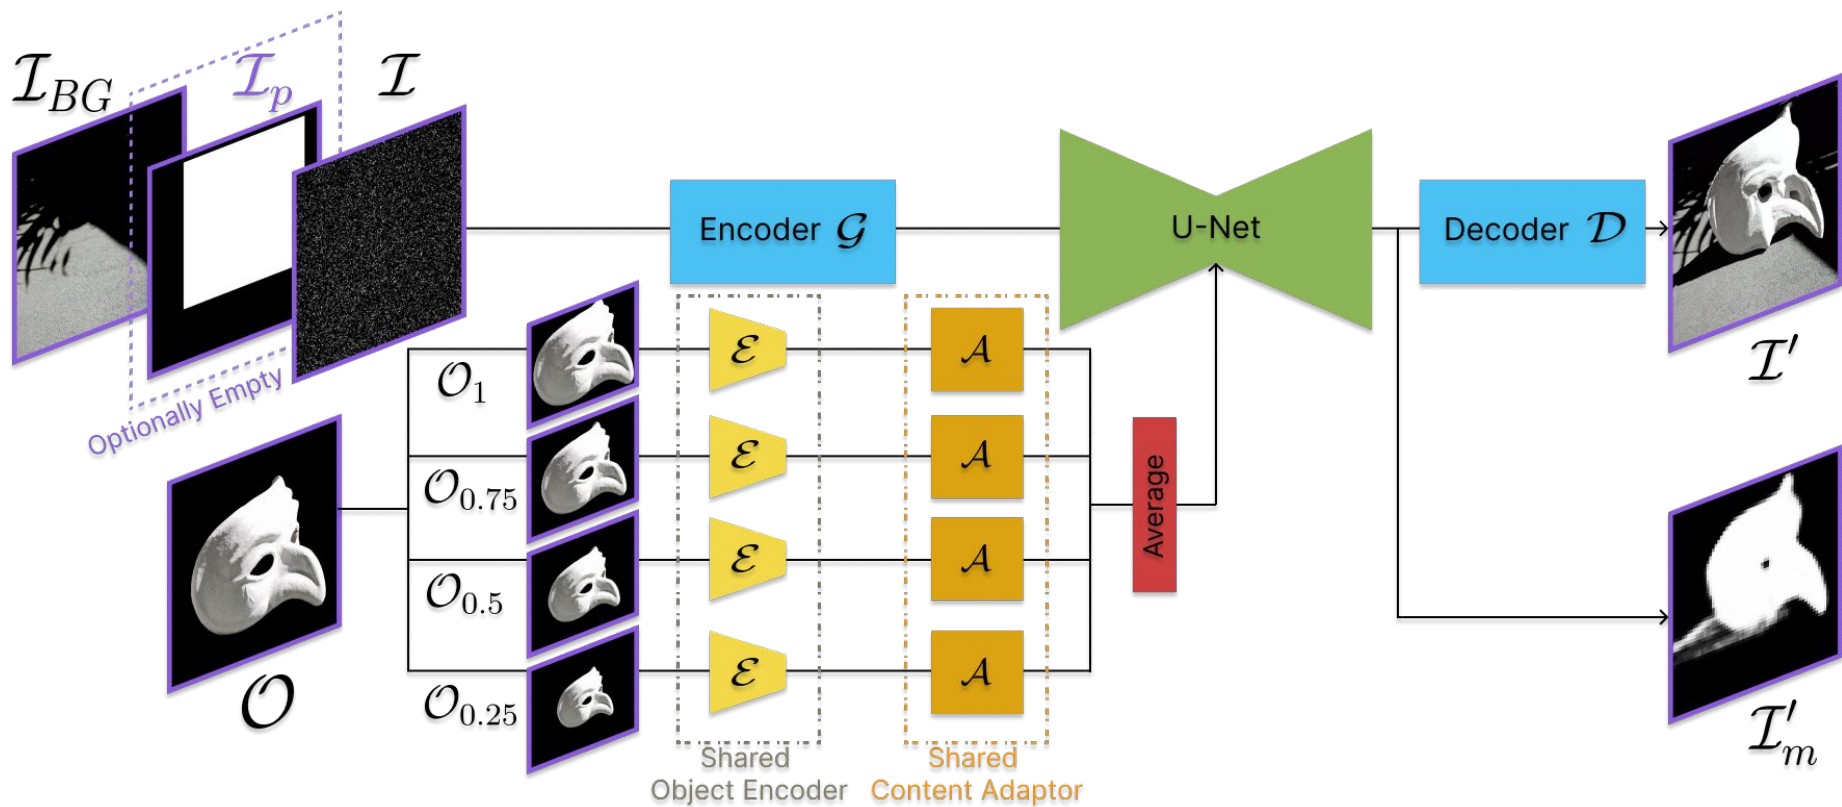 𝓘_BG
𝓘_p
𝓘
Optionally Empty
Encoder 𝓖
U-Net
Decoder 𝓓
𝓘′
𝓞
𝓞_1
𝓞_0.75
𝓞_0.5
𝓞_0.25
𝓔
𝓐
𝓔
𝓐
𝓔
𝓐
𝓔
𝓐
Average
Shared
Object Encoder
Shared
Content Adaptor
𝓘′_m